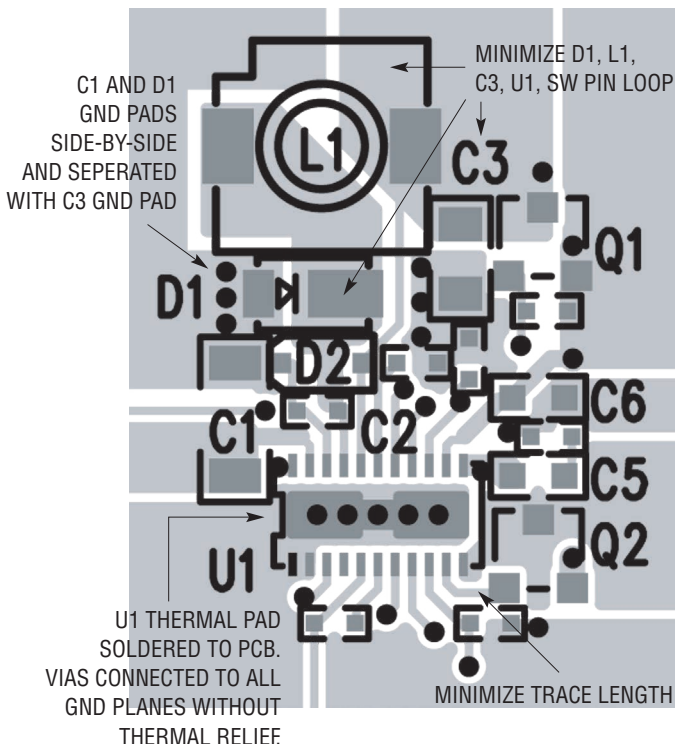 C1 AND D1
GND PADS
SIDE-BY-SIDE
AND SEPERATED
WITH C3 GND PAD
MINIMIZE D1, L1,
C3, U1, SW PIN LOOP
L1
C3
Q1
D1
D2
C6
C1
C2
C5
U1
Q2
U1 THERMAL PAD
SOLDERED TO PCB.
VIAS CONNECTED TO ALL
GND PLANES WITHOUT
THERMAL RELIEF.
MINIMIZE TRACE LENGTH